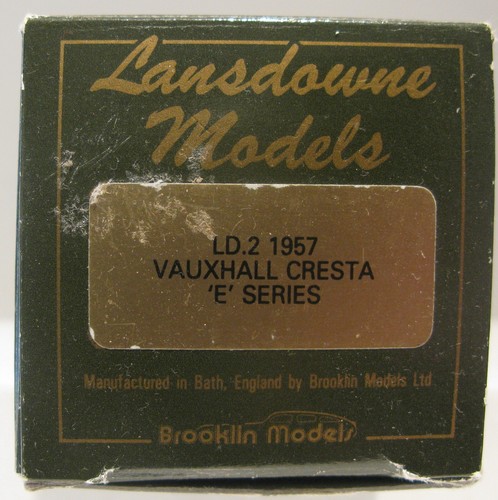 Lansdowne
Models
LD.2 1957
VAUXHALL CRESTA
'E' SERIES
Manufactured in Bath, England by Brooklin Models Ltd
Brooklin Models